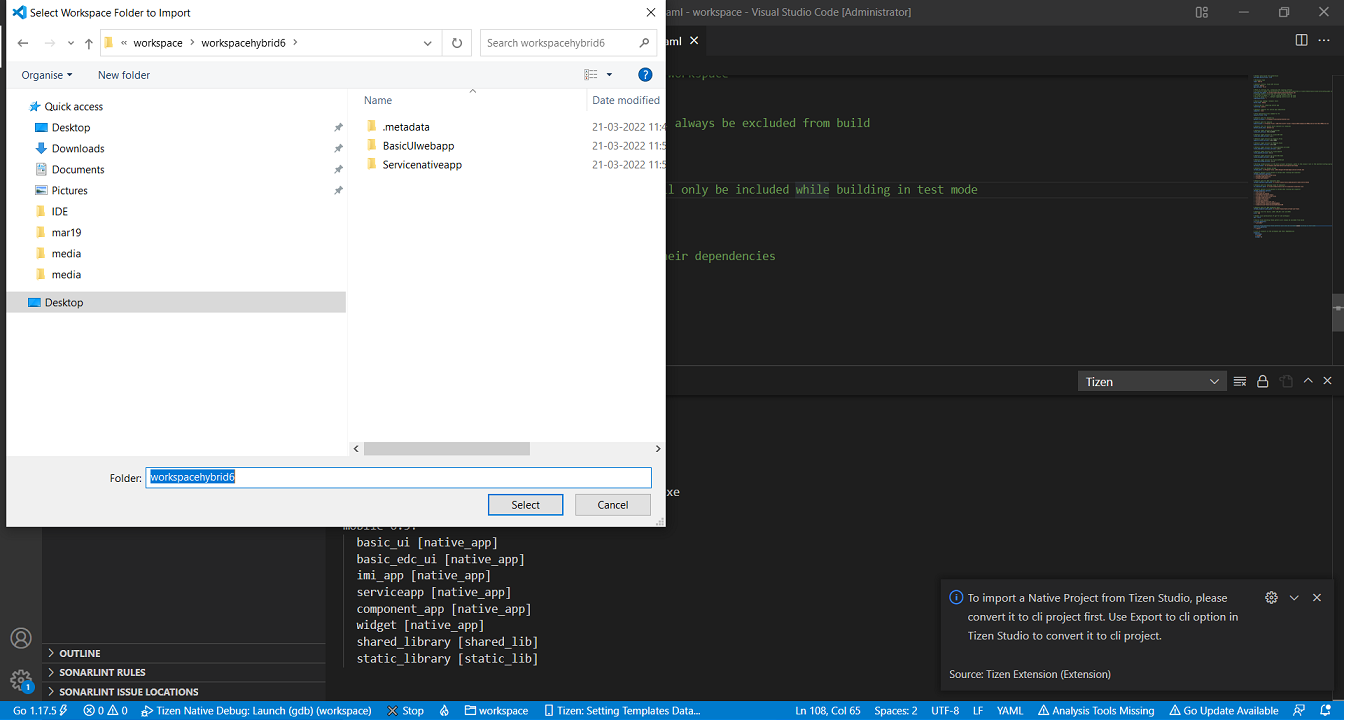 Select Workspace Folder to Import
aml - workspace - Visual Studio Code [Administrator]
« workspace > workspacehybrid6 >
Search workspacehybrid6
aml
Organise
New folder
?
Name
Date modified
Quick access
Desktop
Downloads
Documents
Pictures
IDE
mar19
media
media
Desktop
.metadata 21-03-2022 11:4
BasicUIwebapp 21-03-2022 11:5
Servicenativeapp 21-03-2022 11:5
workspace
always be excluded from build
l only be included while building in test mode
eir dependencies
Tizen
Folder: workspacehybrid6
Select
Cancel
xe
basic_ui [native_app]
basic_edc_ui [native_app]
imi_app [native_app]
serviceapp [native_app]
component_app [native_app]
widget [native_app]
shared_library [shared_lib]
static_library [static_lib]
To import a Native Project from Tizen Studio, please
convert it to cli project first. Use Export to cli option in
Tizen Studio to convert it to cli project.
Source: Tizen Extension (Extension)
OUTLINE
SONARLINT RULES
SONARLINT ISSUE LOCATIONS
1
Go 1.17.5 0 0 Tizen Native Debug: Launch (gdb) (workspace) Stop workspace Tizen: Setting Templates Data... Ln 108, Col 65 Spaces: 2 UTF-8 LF YAML Analysis Tools Missing Go Update Available